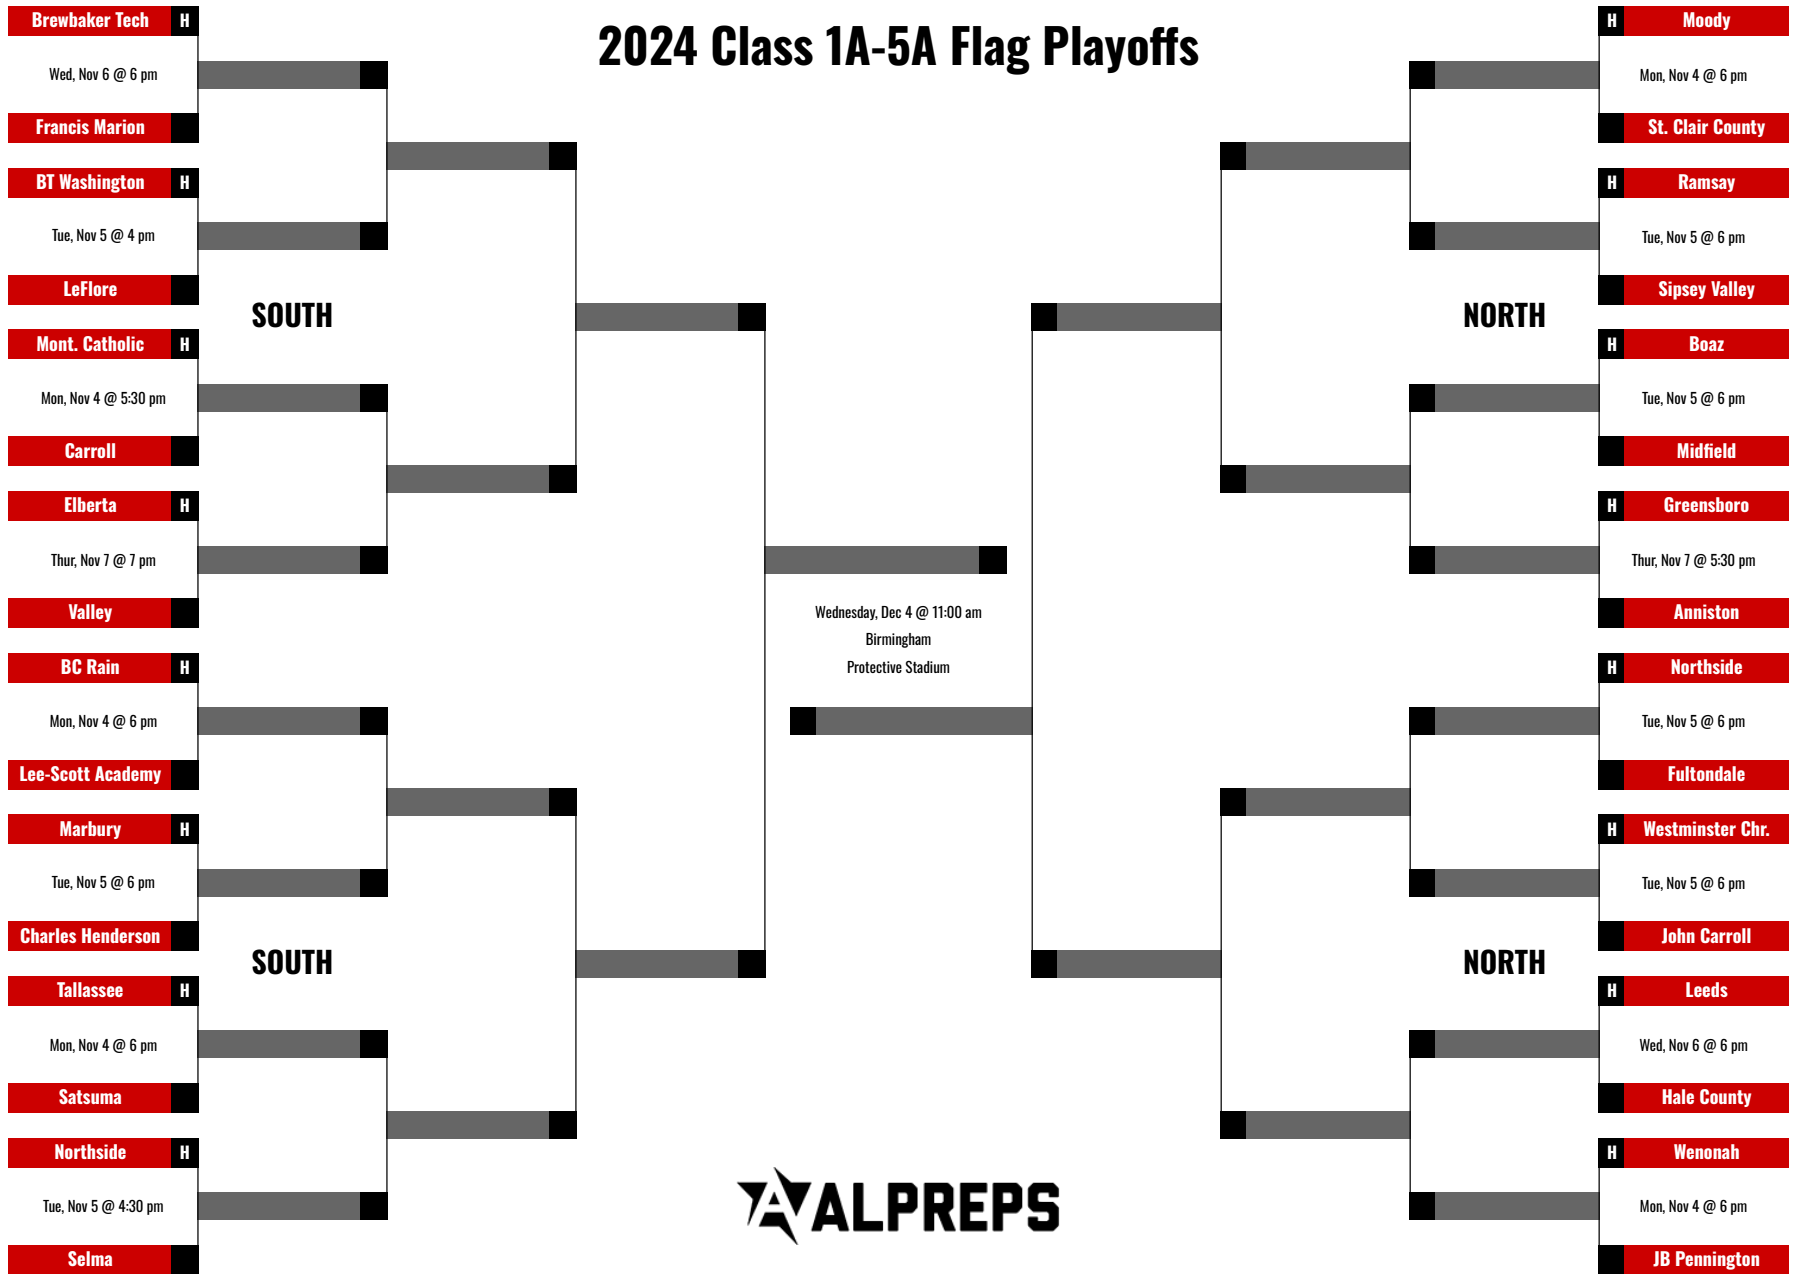 2024 Class 1A-5A Flag Playoffs
Brewbaker Tech H
Wed, Nov 6 @ 6 pm
Francis Marion
BT Washington H
Tue, Nov 5 @ 4 pm
LeFlore
SOUTH
Mont. Catholic H
Mon, Nov 4 @ 5:30 pm
Carroll
Elberta H
Thur, Nov 7 @ 7 pm
Valley
BC Rain H
Mon, Nov 4 @ 6 pm
Lee-Scott Academy
Marbury H
Tue, Nov 5 @ 6 pm
Charles Henderson
SOUTH
Tallassee H
Mon, Nov 4 @ 6 pm
Satsuma
Northside H
Tue, Nov 5 @ 4:30 pm
Selma
Wednesday, Dec 4 @ 11:00 am
Birmingham
Protective Stadium
ALPREPS
H Moody
Mon, Nov 4 @ 6 pm
St. Clair County
H Ramsay
Tue, Nov 5 @ 6 pm
Sipsey Valley
NORTH
H Boaz
Tue, Nov 5 @ 6 pm
Midfield
H Greensboro
Thur, Nov 7 @ 5:30 pm
Anniston
H Northside
Tue, Nov 5 @ 6 pm
Fultondale
H Westminster Chr.
Tue, Nov 5 @ 6 pm
John Carroll
NORTH
H Leeds
Wed, Nov 6 @ 6 pm
Hale County
H Wenonah
Mon, Nov 4 @ 6 pm
JB Pennington